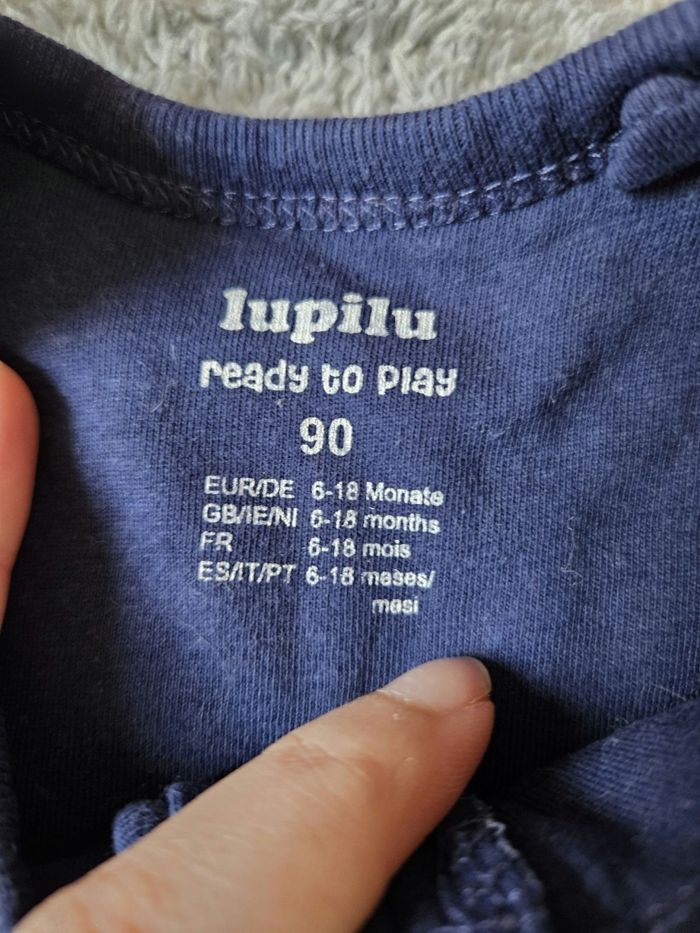 lupilu
ready to play
90
EUR/DE 6-18 Monate
GB/IE/NI 6-18 months
FR 6-18 mois
ES/IT/PT 6-18 meses/
mesi